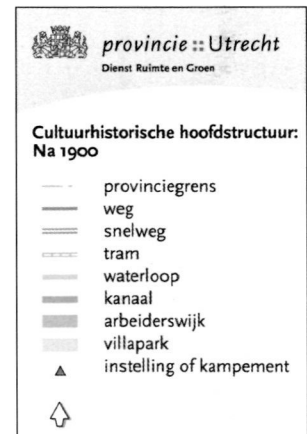 provincie :: Utrecht
Dienst Ruimte en Groen
Cultuurhistorische hoofdstructuur:
Na 1900
provinciegrens
weg
snelweg
tram
waterloop
kanaal
arbeiderswijk
villapark
instelling of kampement